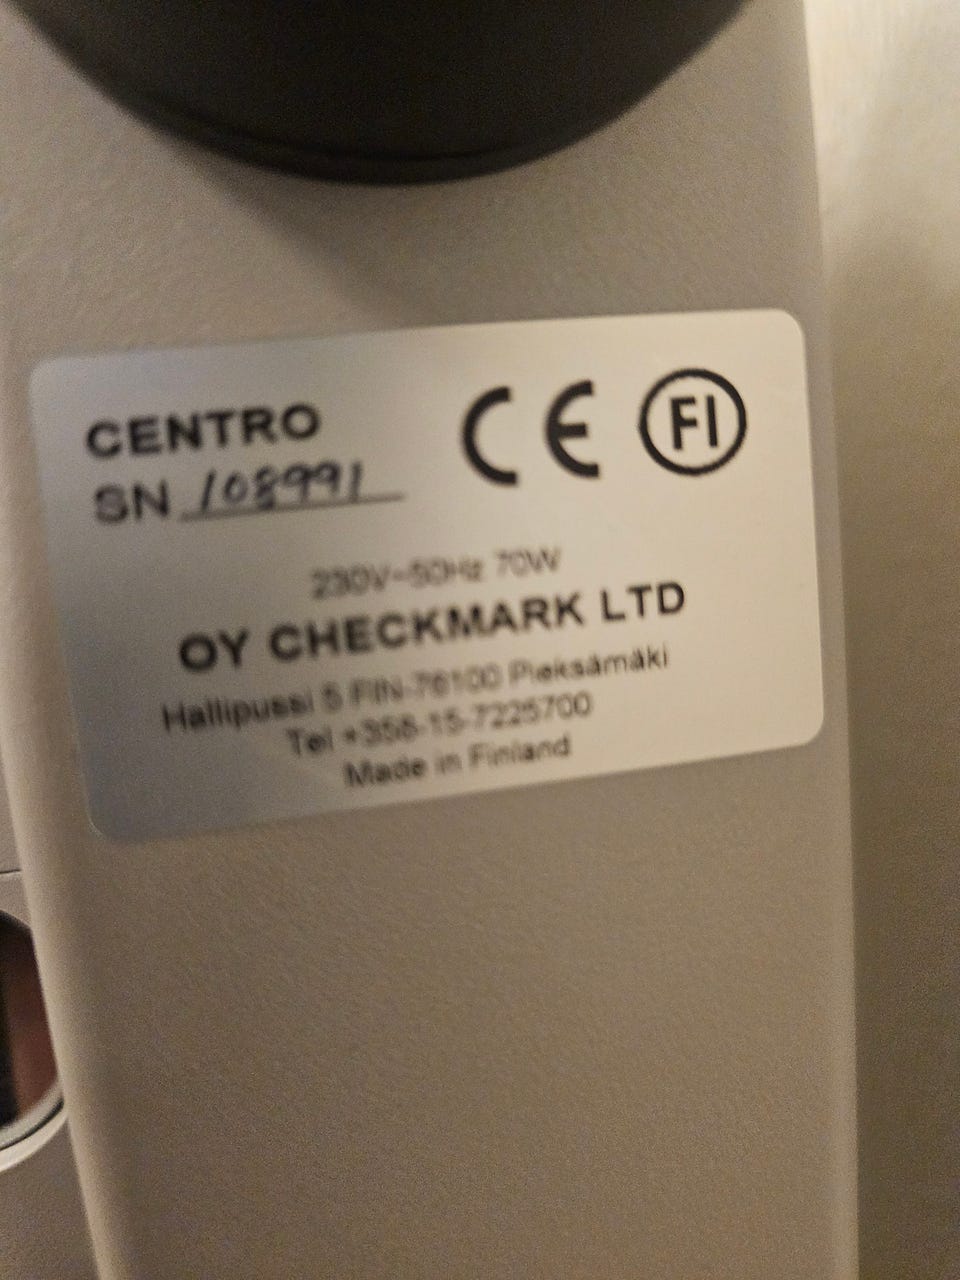 CENTRO
SN 108991
CE FI
230V~50Hz 70W
OY CHECKMARK LTD
Hallipussi 5 FIN-76100 Pieksämäki
Tel +358-15-7225700
Made in Finland